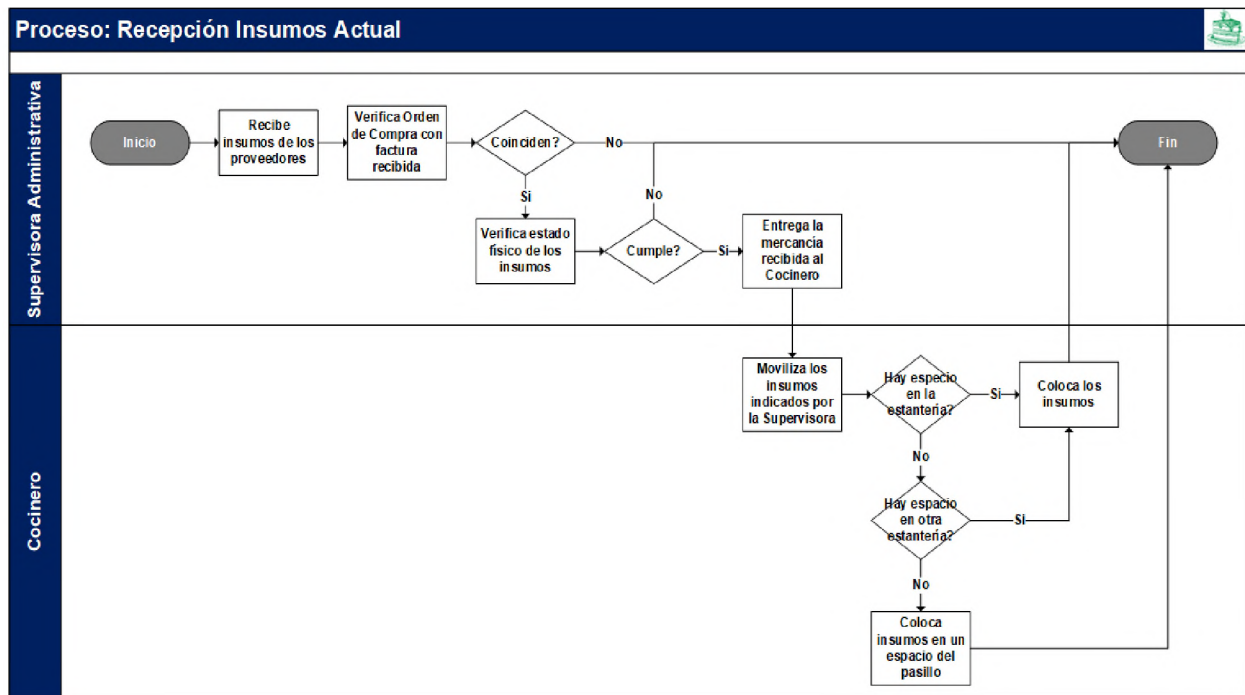 Proceso: Recepción Insumos Actual
Supervisora Administrativa
Inicio
Recibe
insumos de los
proveedores
Verifica Orden
de Compra con
factura
recibida
Coinciden?
No
Fin
Si
No
Verifica estado
físico de los
insumos
Cumple?
Si
Entrega la
mercancía
recibida al
Cocinero
Cocinero
Moviliza los
insumos
indicados por
la Supervisora
Hay especio
en la
estantería?
Si
Coloca los
insumos
No
Hay espacio
en otra
estantería?
Si
No
Coloca
insumos en un
espacio del
pasillo